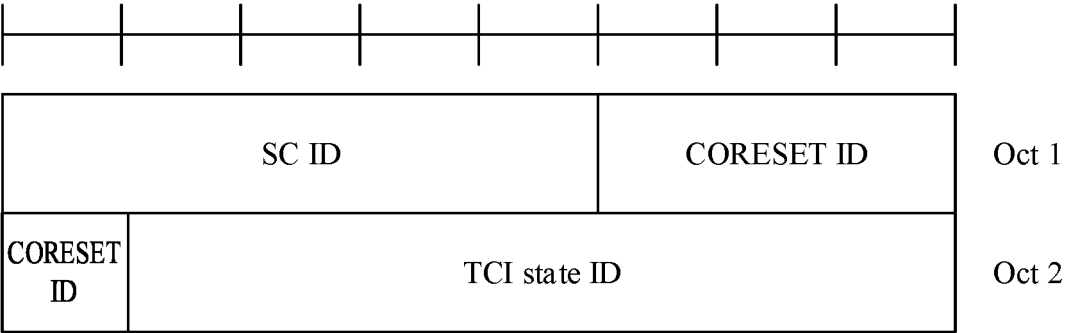 SC ID CORESET ID Oct 1
CORESET
ID
TCI state ID Oct 2